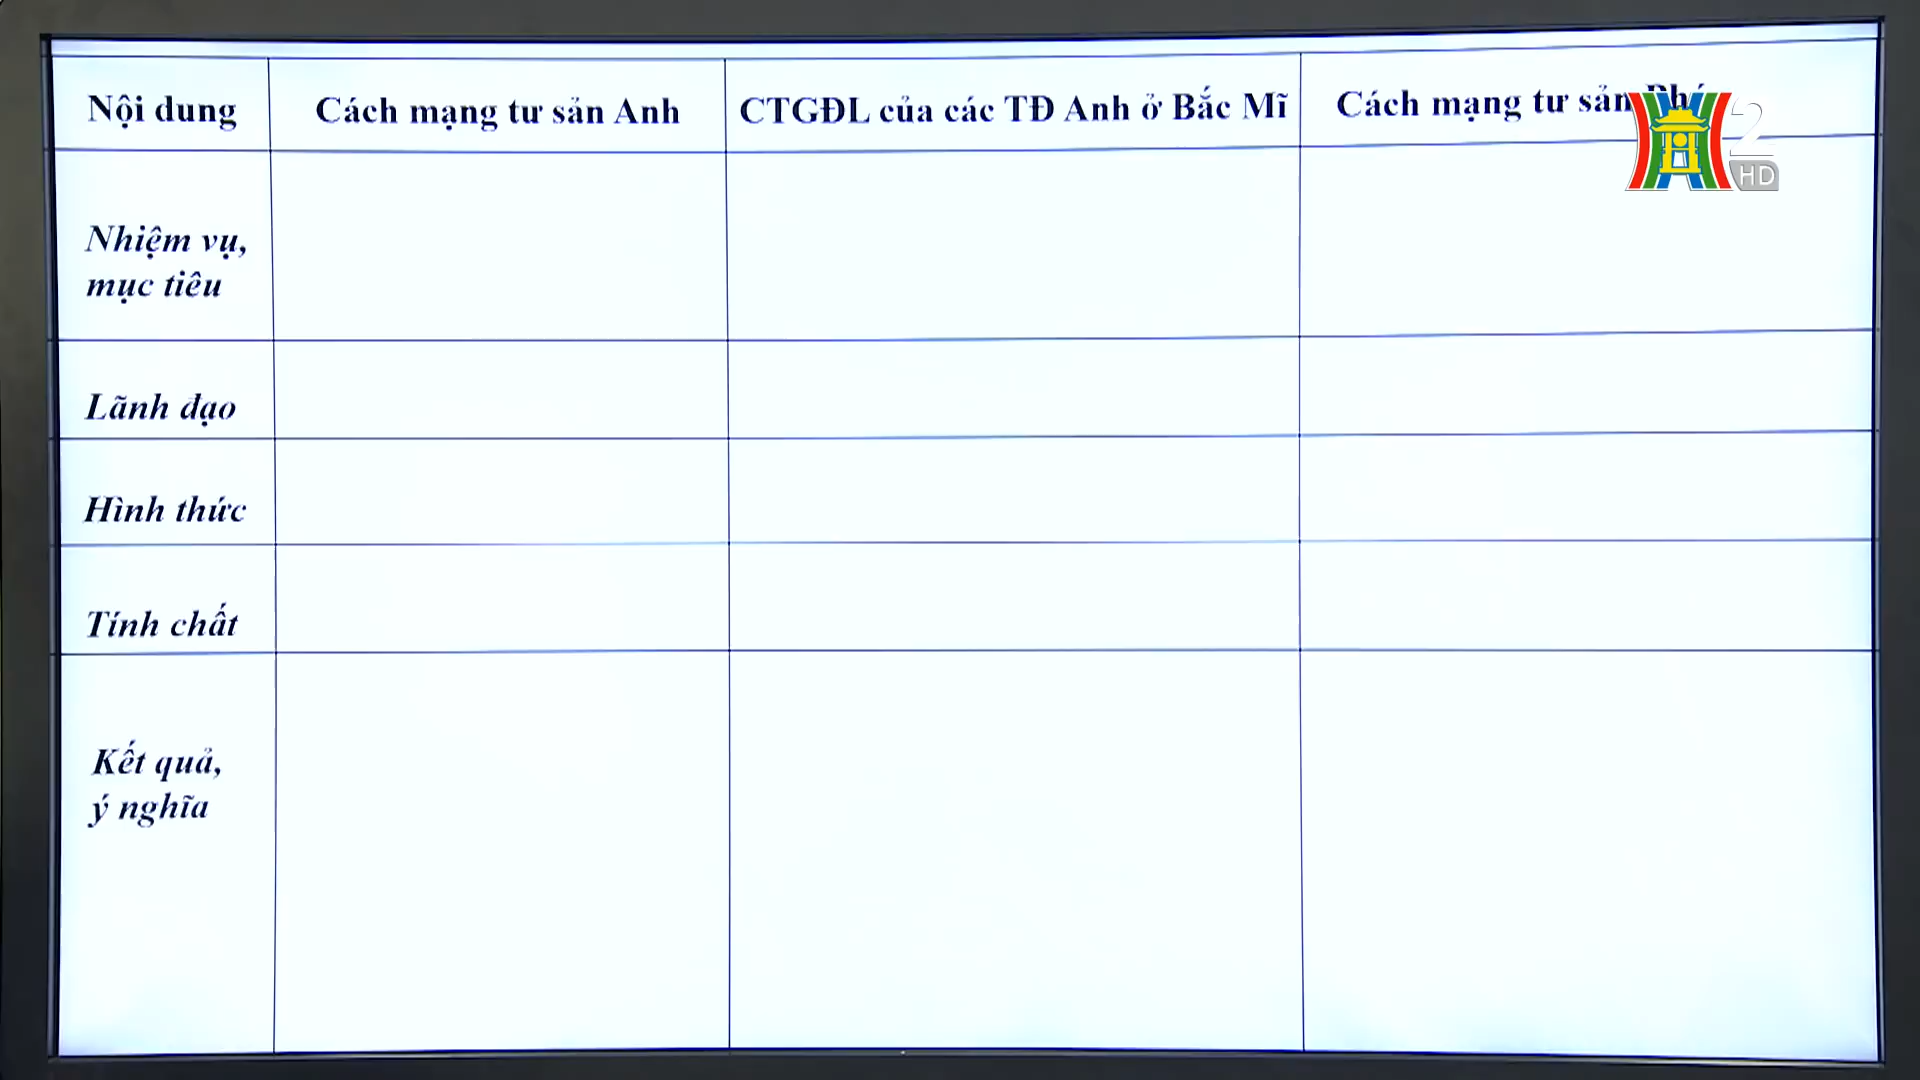 Nội dung
Cách mạng tư sản Anh
CTGĐL của các TĐ Anh ở Bắc Mĩ
Cách mạng tư sản
2
HD
Nhiệm vụ,
mục tiêu
Lãnh đạo
Hình thức
Tính chất
Kết quả,
ý nghĩa